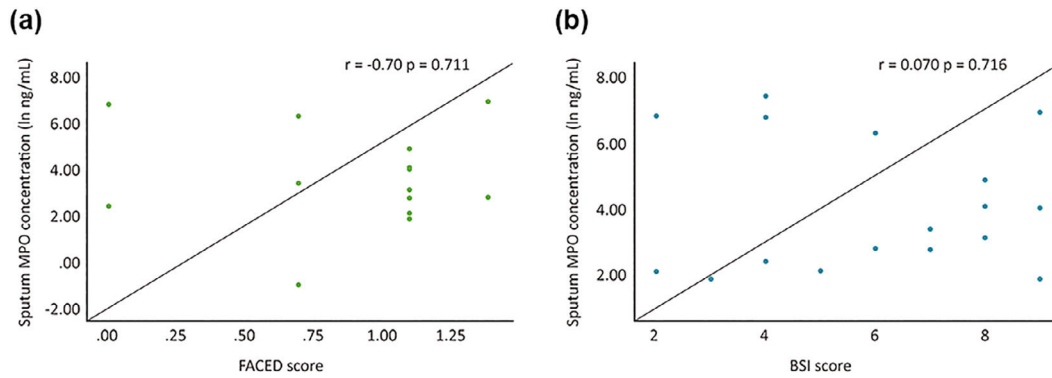 (a)
r = -0.70 p = 0.711
Sputum MPO concentration (ln ng/mL)
8.00
6.00
4.00
2.00
.00
-2.00
.00 .25 .50 .75 1.00 1.25
FACED score
(b)
r = 0.070 p = 0.716
Sputum MPO concentration (ln ng/mL)
8.00
6.00
4.00
2.00
2 4 6 8
BSI score